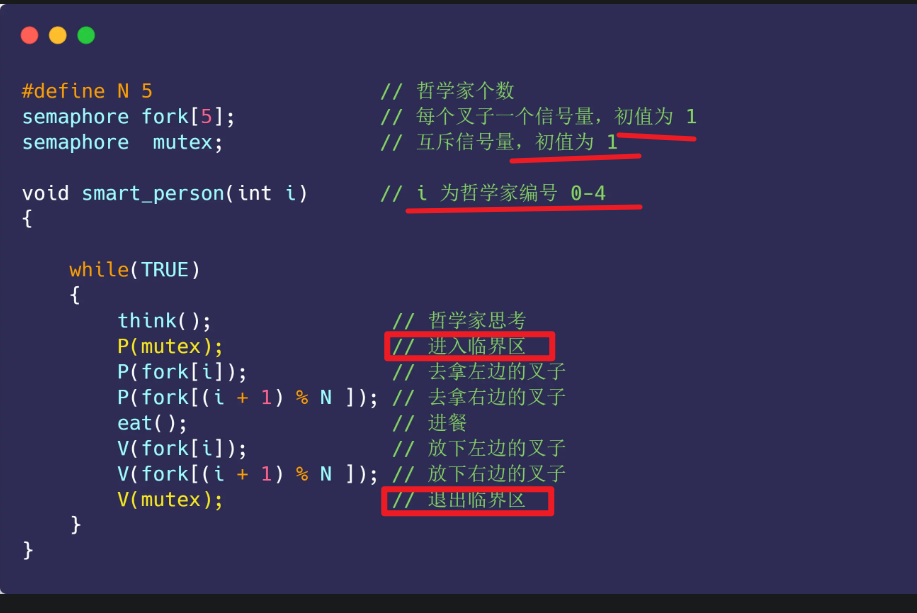 #define N 5 // 哲学家个数
semaphore fork[5]; // 每个叉子一个信号量，初值为 1
semaphore mutex; // 互斥信号量，初值为 1
void smart_person(int i) // i 为哲学家编号 0-4
{
while(TRUE)
{
think(); // 哲学家思考
P(mutex); // 进入临界区
P(fork[i]); // 去拿左边的叉子
P(fork[(i + 1) % N ]); // 去拿右边的叉子
eat(); // 进餐
V(fork[i]); // 放下左边的叉子
V(fork[(i + 1) % N ]); // 放下右边的叉子
V(mutex); // 退出临界区
}
}